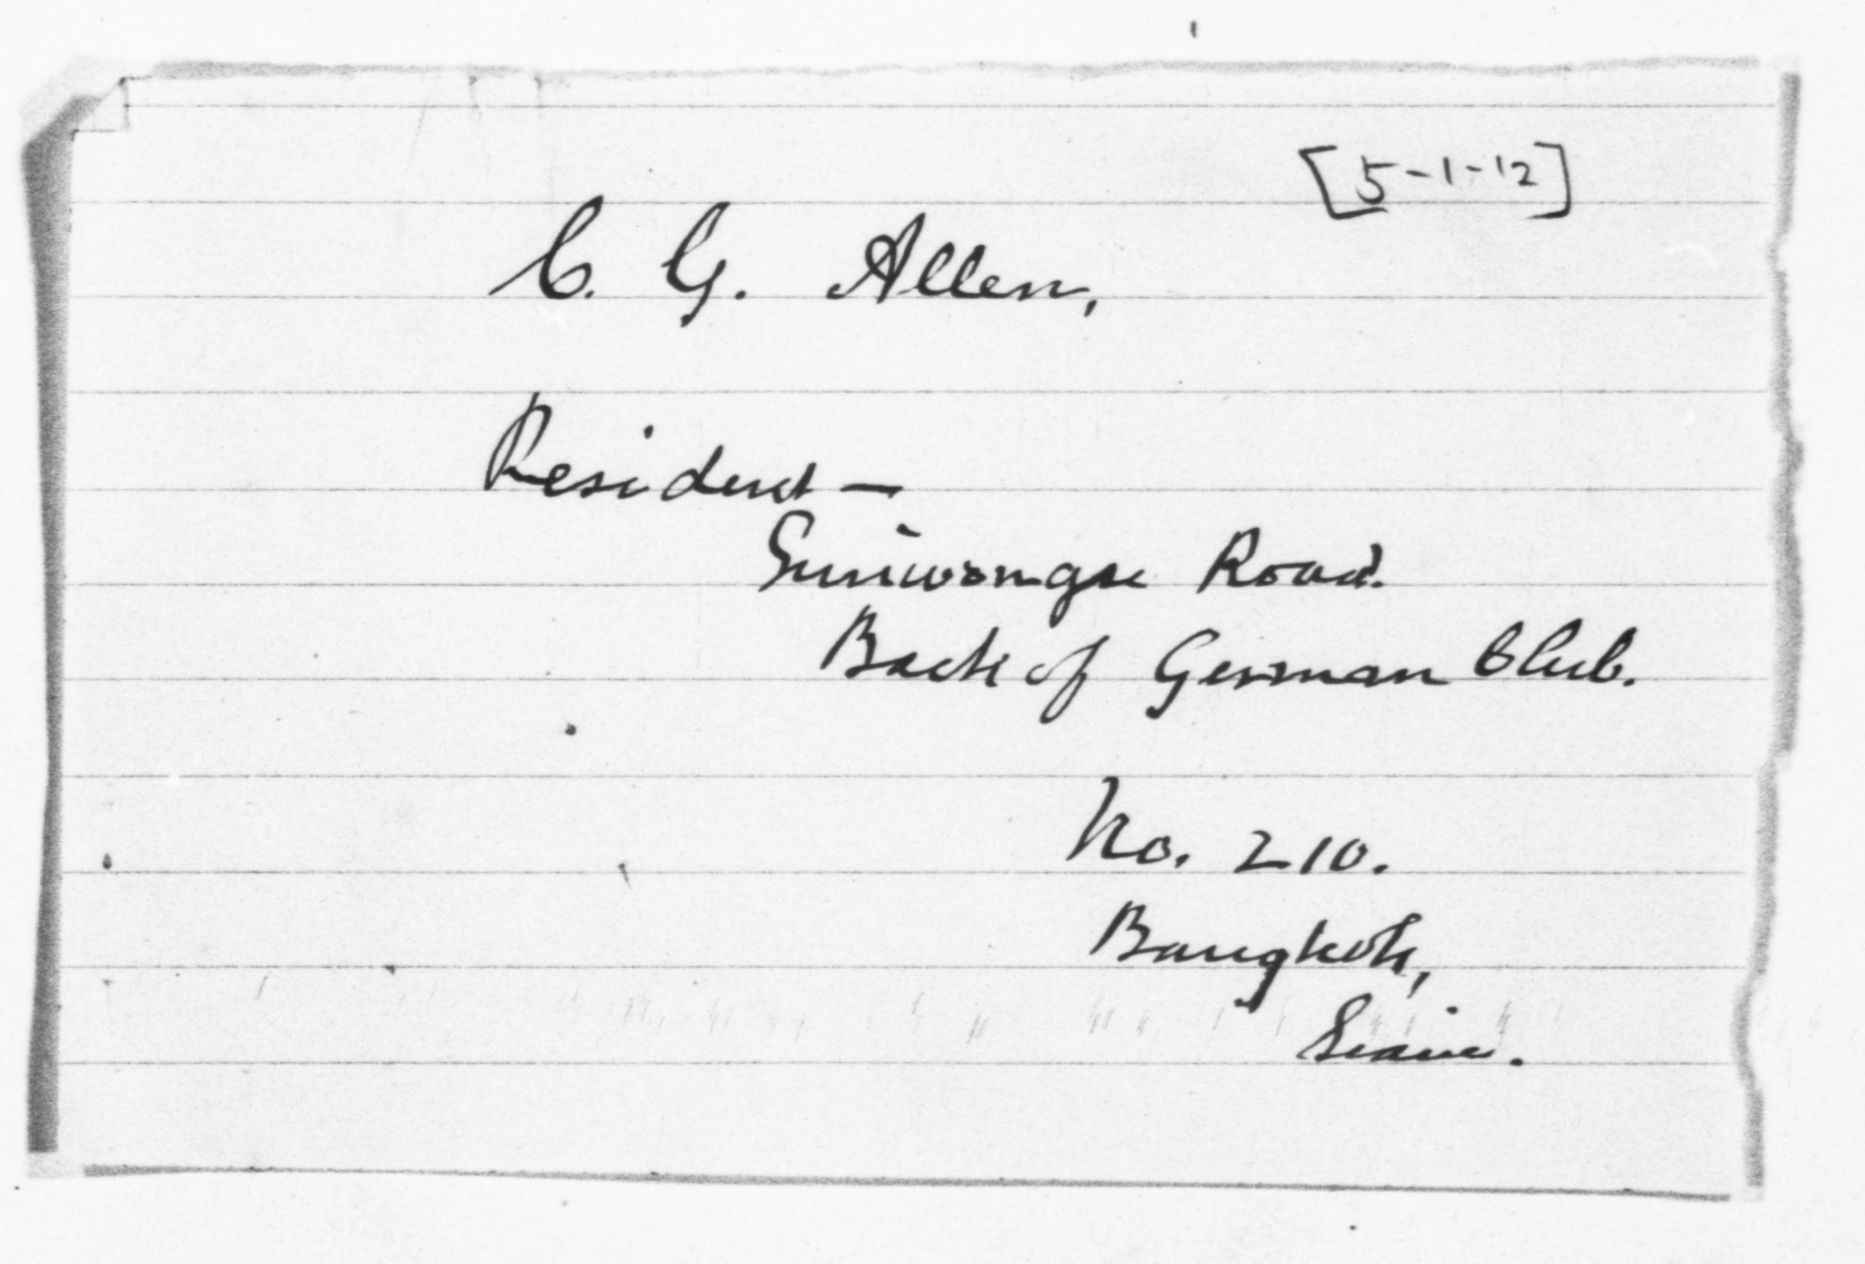 [5-1-12]
C. G. Allen,
Resident —
Suriwongse Road.
Back of German Club.
No. 210.
Bangkok,
Siam.